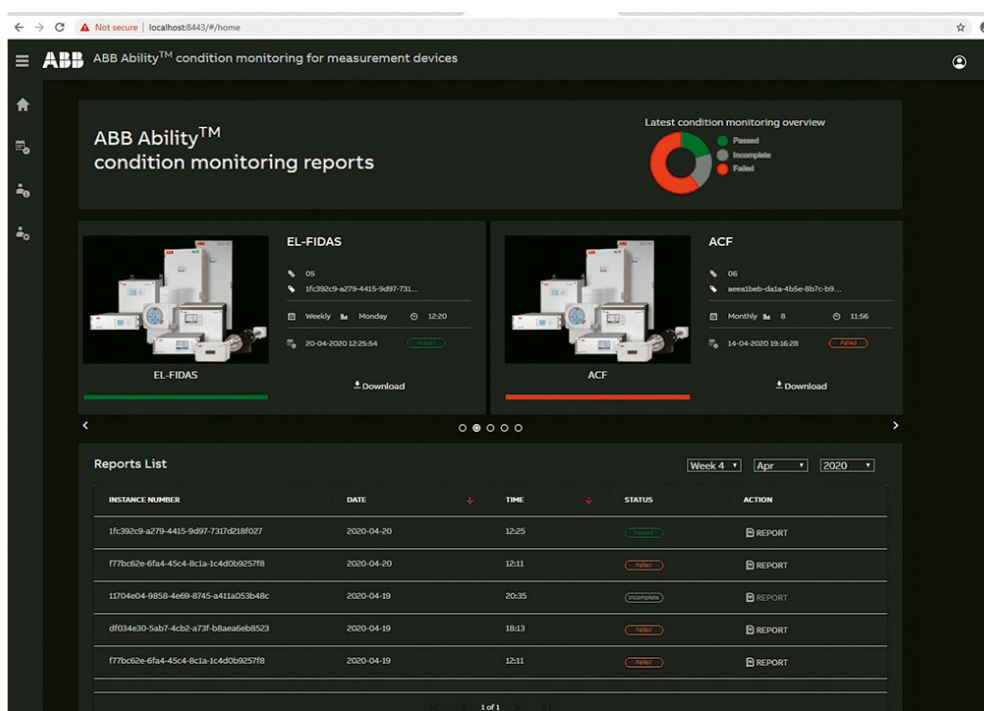 Not secure | localhost:8443/#/home
ABB ABB Ability™ condition monitoring for measurement devices
ABB Ability™
condition monitoring reports
Latest condition monitoring overview
Passed
Incomplete
Failed
EL-FIDAS
05
1fc392c9-a279-4415-9d97-731...
Weekly Monday 12:20
20-04-2020 12:25:54 Passed
EL-FIDAS
Download
ACF
06
aeea1beb-da1a-4b5e-8b7c-b9...
Monthly 8 11:56
14-04-2020 19:16:28 Failed
ACF
Download
Reports List
Week 4 Apr 2020
INSTANCE NUMBER DATE TIME STATUS ACTION
1fc392c9-a279-4415-9d97-7317d218f027 2020-04-20 12:25 Passed REPORT
f77bc62e-6fa4-45c4-8c1a-1c4d0b9257f8 2020-04-20 12:11 Failed REPORT
11704e04-9858-4e69-8745-a411a053b48c 2020-04-19 20:35 Incomplete REPORT
df034e30-5ab7-4cb2-a73f-b8aea6eb8523 2020-04-19 18:13 Failed REPORT
f77bc62e-6fa4-45c4-8c1a-1c4d0b9257f8 2020-04-19 12:11 Failed REPORT
1 of 1